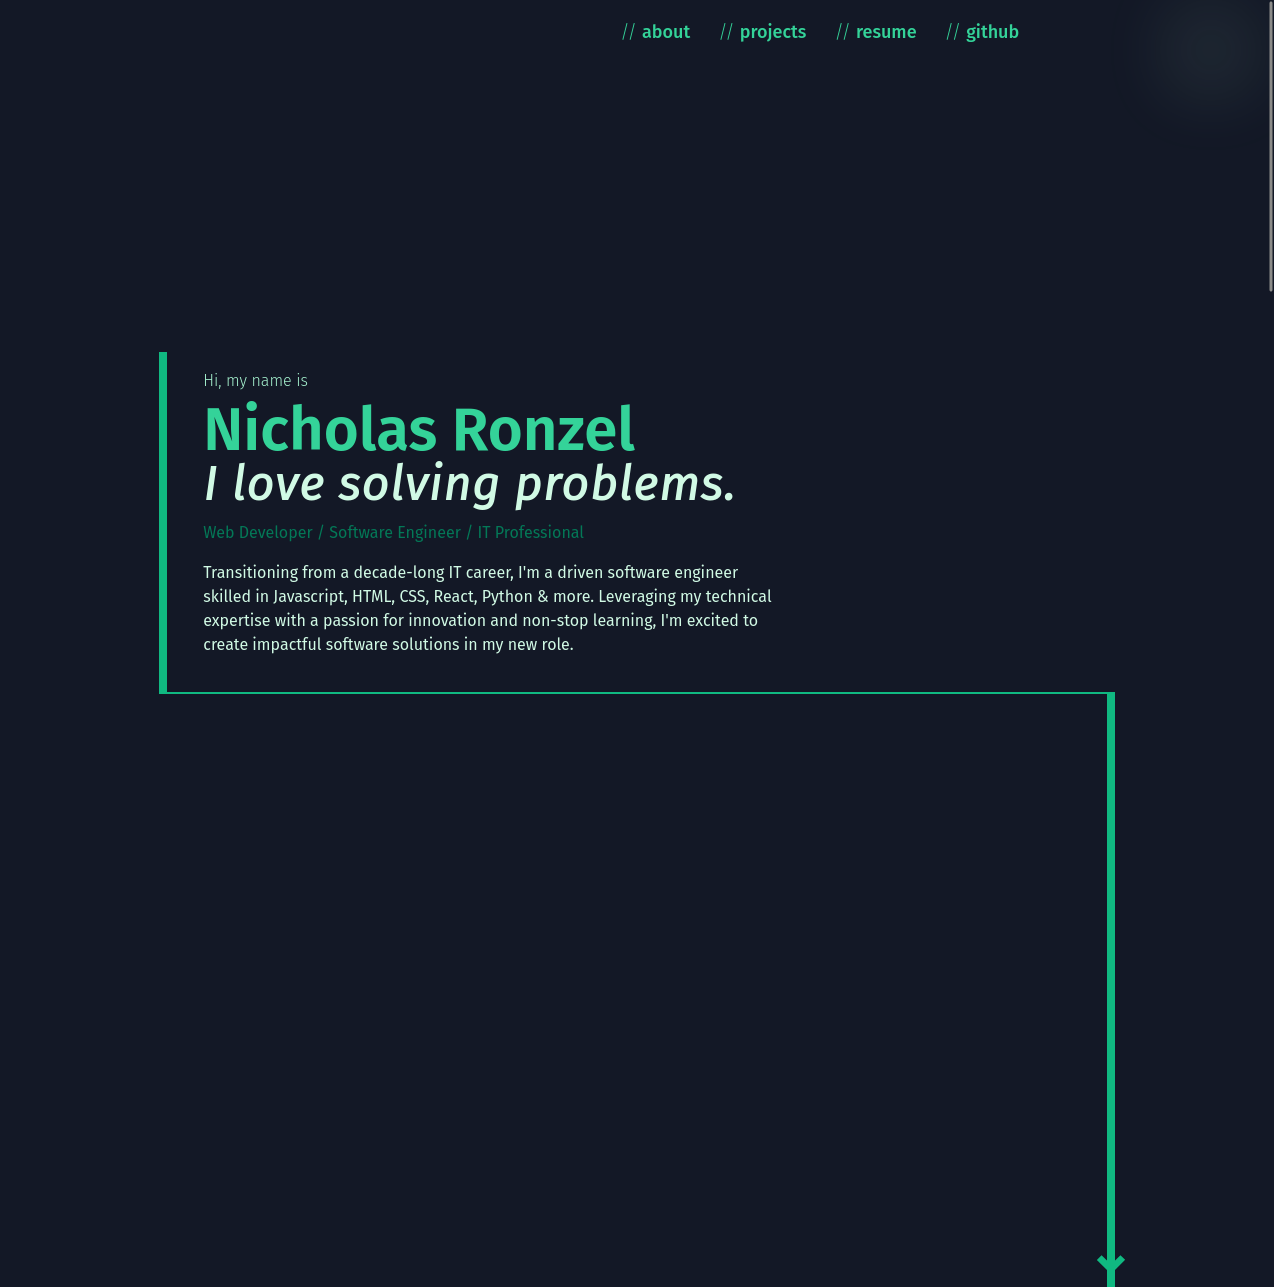 // about // projects // resume // github
Hi, my name is
Nicholas Ronzel
I love solving problems.
Web Developer / Software Engineer / IT Professional
Transitioning from a decade-long IT career, I'm a driven software engineer
skilled in Javascript, HTML, CSS, React, Python & more. Leveraging my technical
expertise with a passion for innovation and non-stop learning, I'm excited to
create impactful software solutions in my new role.